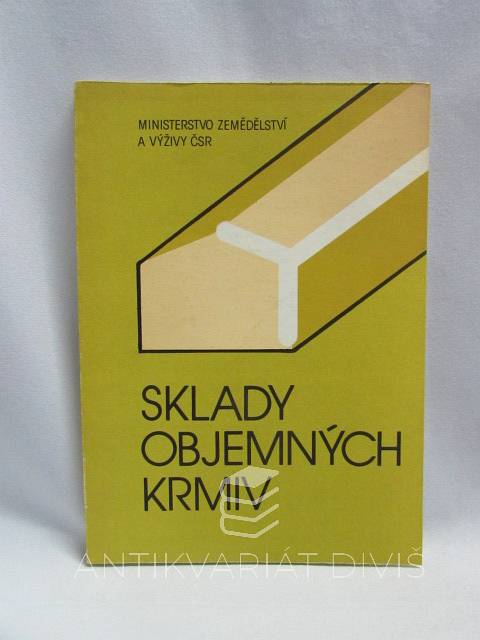 MINISTERSTVO ZEMĚDĚLSTVÍ
A VÝŽIVY ČSR
SKLADY
OBJEMNÝCH
KRMIV
ANTIKVARIÁT DIVIŠ